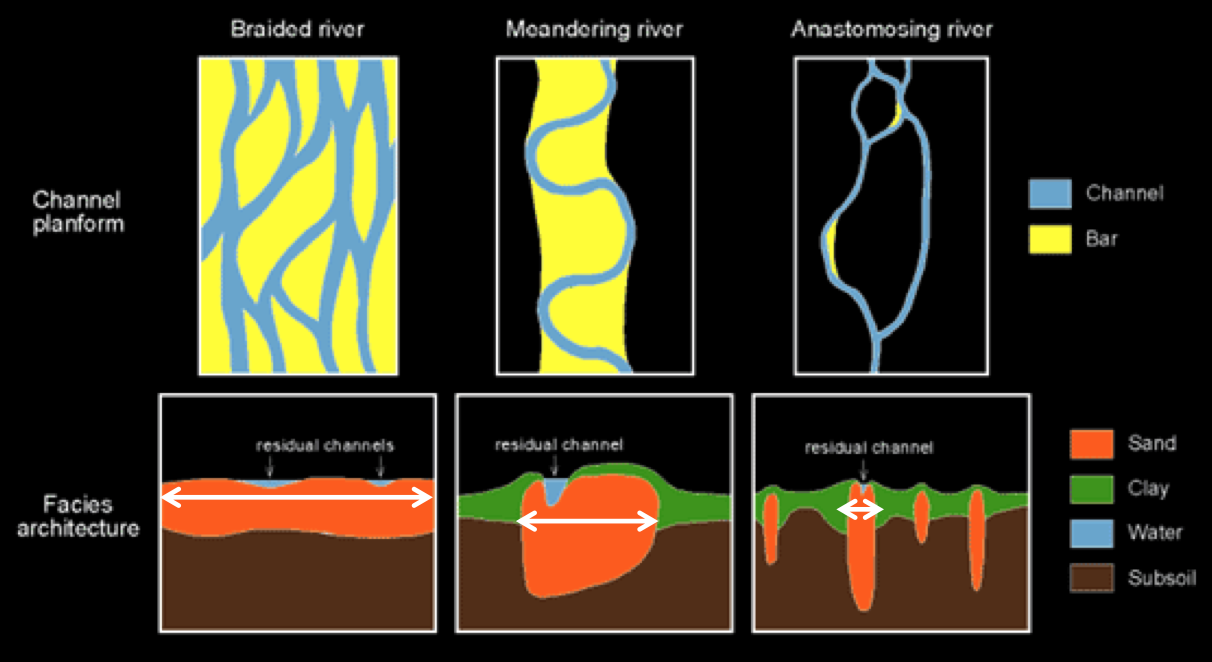 Braided river
Meandering river
Anastomosing river
Channel
planform
Channel
Bar
residual channels
residual channel
residual channel
Facies
architecture
Sand
Clay
Water
Subsoil